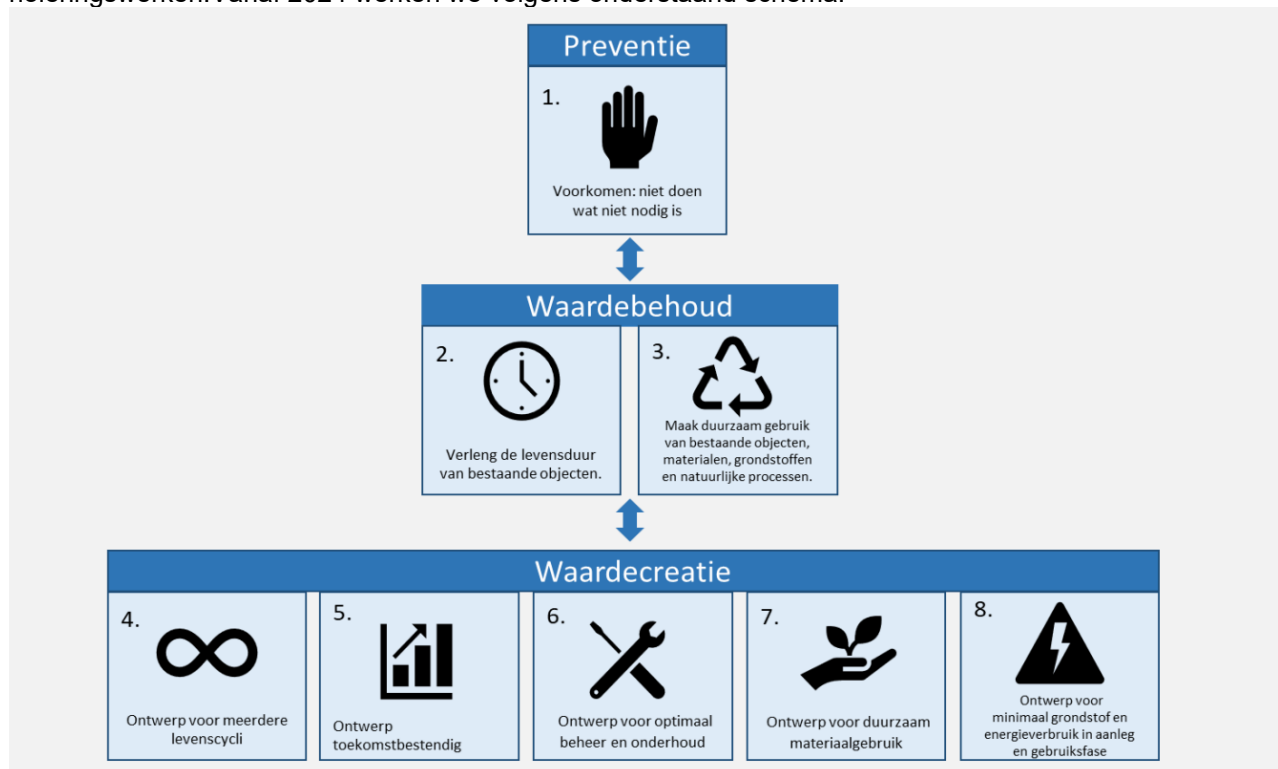 Preventie
1.
Voorkomen: niet doen
wat niet nodig is
Waardebehoud
2.
Verleng de levensduur
van bestaande objecten.
3.
Maak duurzaam gebruik
van bestaande objecten,
materialen, grondstoffen
en natuurlijke processen.
Waardecreatie
4.
Ontwerp voor meerdere
levenscycli
5.
Ontwerp
toekomstbestendig
6.
Ontwerp voor optimaal
beheer en onderhoud
7.
Ontwerp voor duurzaam
materiaalgebruik
8.
Ontwerp voor
minimaal grondstof en
energieverbruik in aanleg
en gebruiksfase